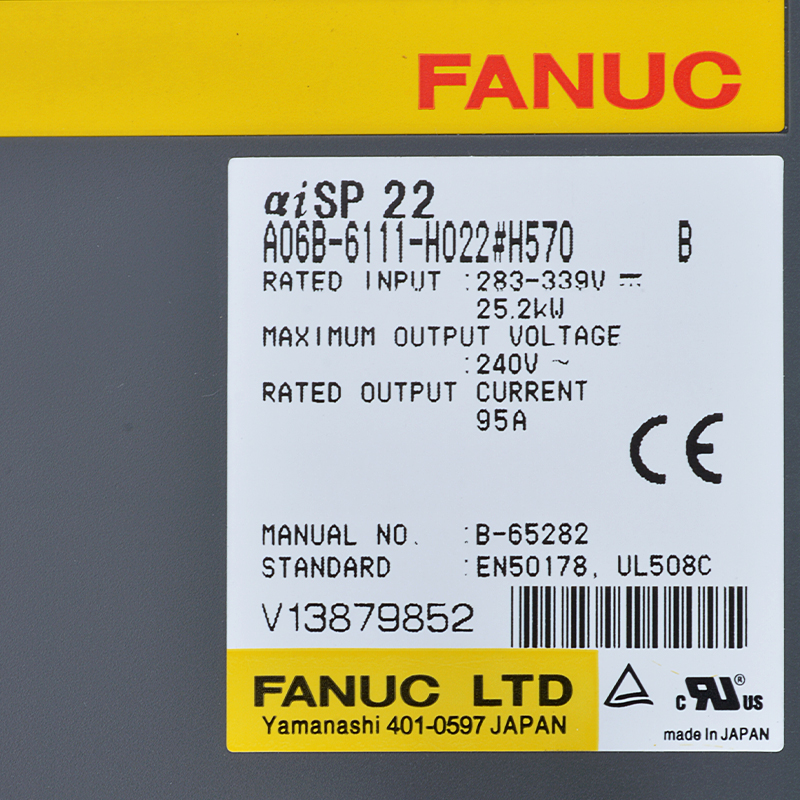 FANUC
αiSP 22
A06B-6111-H022#H570 B
RATED INPUT :283-339V ⎓
25.2kW
MAXIMUM OUTPUT VOLTAGE
:240V ~
RATED OUTPUT CURRENT
95A
CE
MANUAL NO. :B-65282
STANDARD :EN50178, UL508C
V13879852
FANUC LTD
Yamanashi 401-0597 JAPAN
c RU® US
made in JAPAN